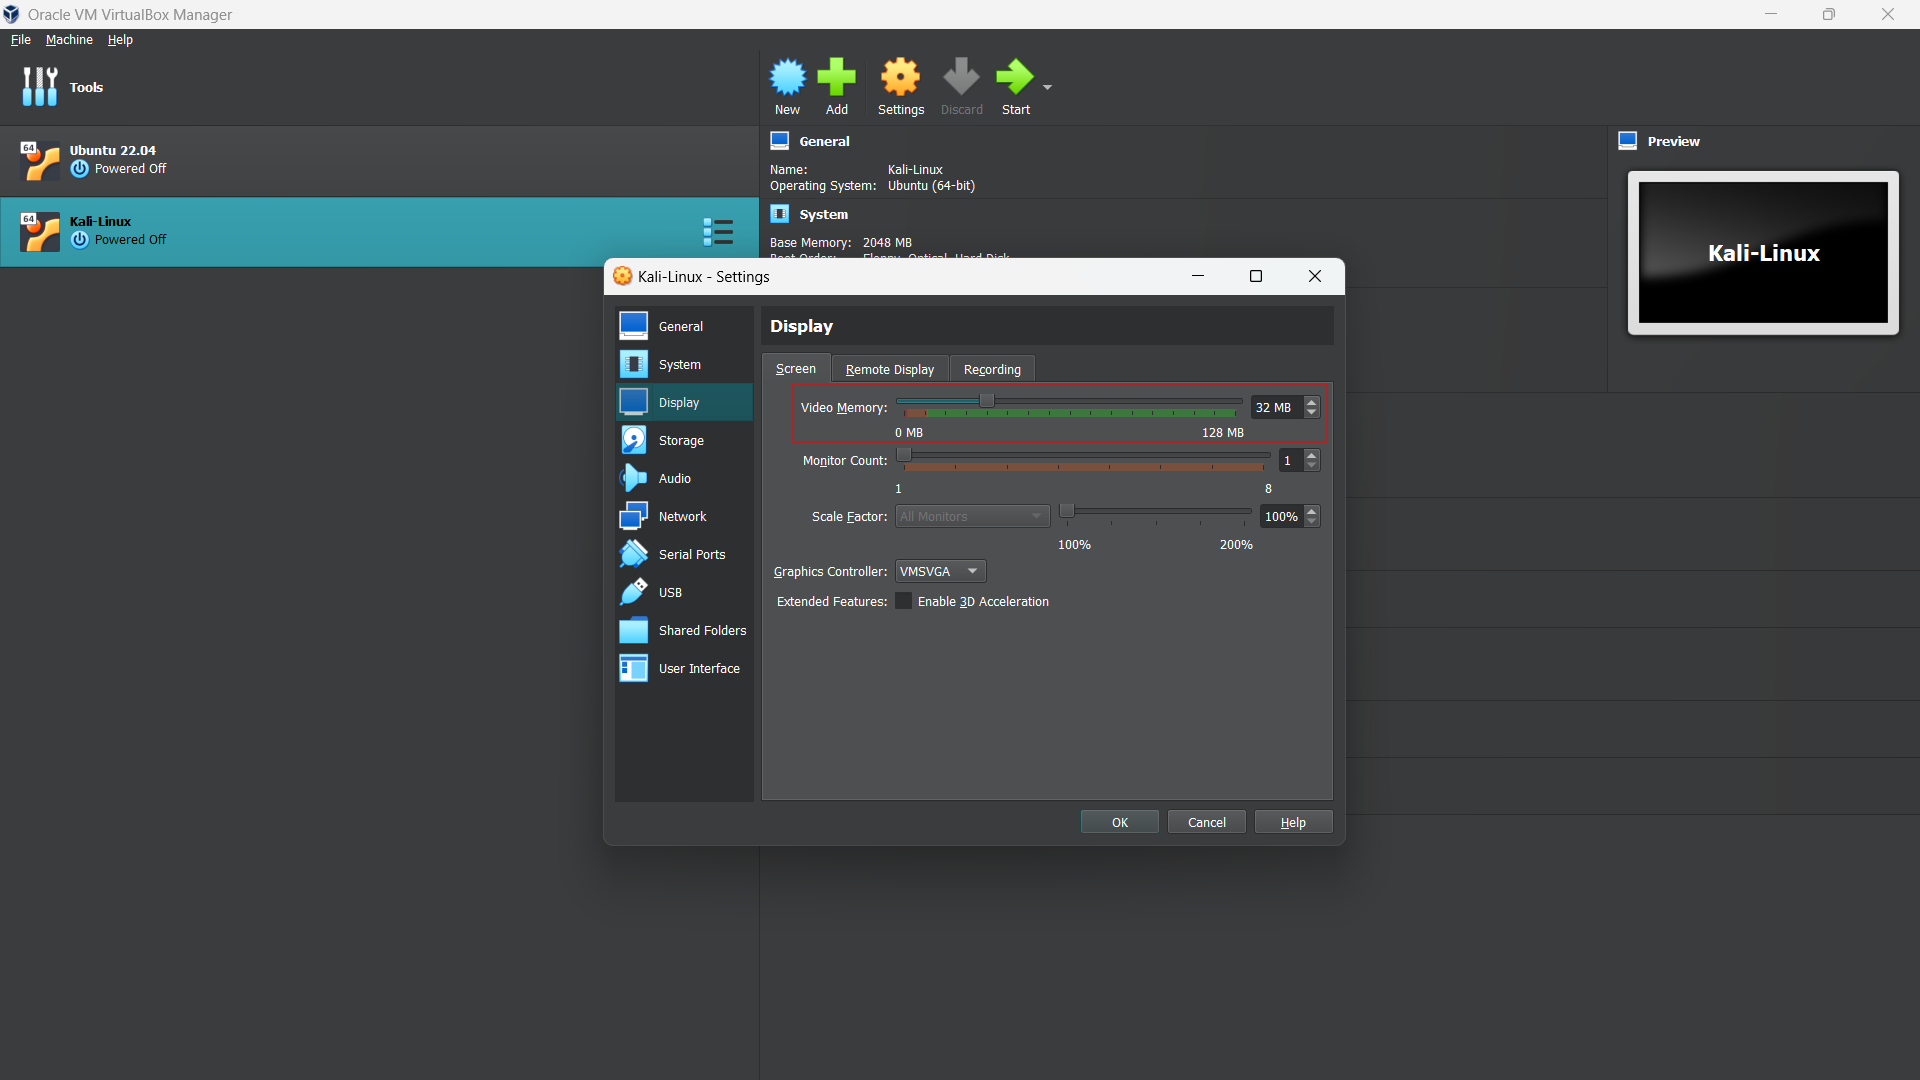 Oracle VM VirtualBox Manager
File Machine Help
Tools
New Add Settings Discard Start
64 Ubuntu 22.04
Powered Off
64 Kali-Linux
Powered Off
General
Name: Kali-Linux
Operating System: Ubuntu (64-bit)
System
Base Memory: 2048 MB
Boot Order: Floppy, Optical, Hard Disk
Preview
Kali-Linux
Kali-Linux - Settings
General
System
Display
Storage
Audio
Network
Serial Ports
USB
Shared Folders
User Interface
Display
Screen Remote Display Recording
Video Memory: 32 MB
0 MB 128 MB
Monitor Count: 1
1 8
Scale Factor: All Monitors 100%
100% 200%
Graphics Controller: VMSVGA
Extended Features: Enable 3D Acceleration
OK Cancel Help